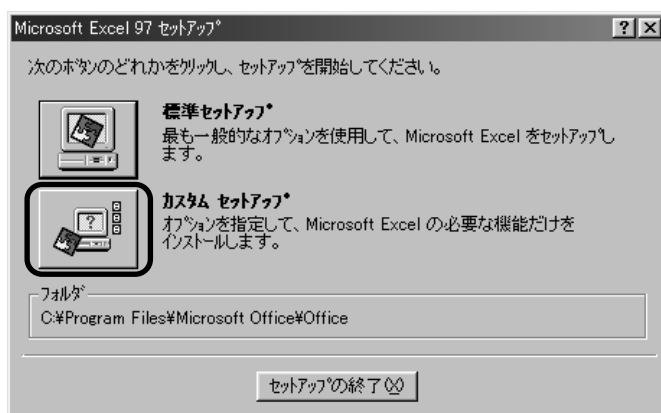 Microsoft Excel 97 ｾｯﾄｱｯﾌﾟ
次のﾎﾞﾀﾝのどれかをｸﾘｯｸし、ｾｯﾄｱｯﾌﾟを開始してください。
標準ｾｯﾄｱｯﾌﾟ
最も一般的なｵﾌﾟｼｮﾝを使用して、Microsoft Excel をｾｯﾄｱｯﾌﾟし
ます。
ｶｽﾀﾑ ｾｯﾄｱｯﾌﾟ
ｵﾌﾟｼｮﾝを指定して、Microsoft Excel の必要な機能だけを
ｲﾝｽﾄｰﾙします。
ﾌｫﾙﾀﾞ
C:¥Program Files¥Microsoft Office¥Office
ｾｯﾄｱｯﾌﾟの終了(X)